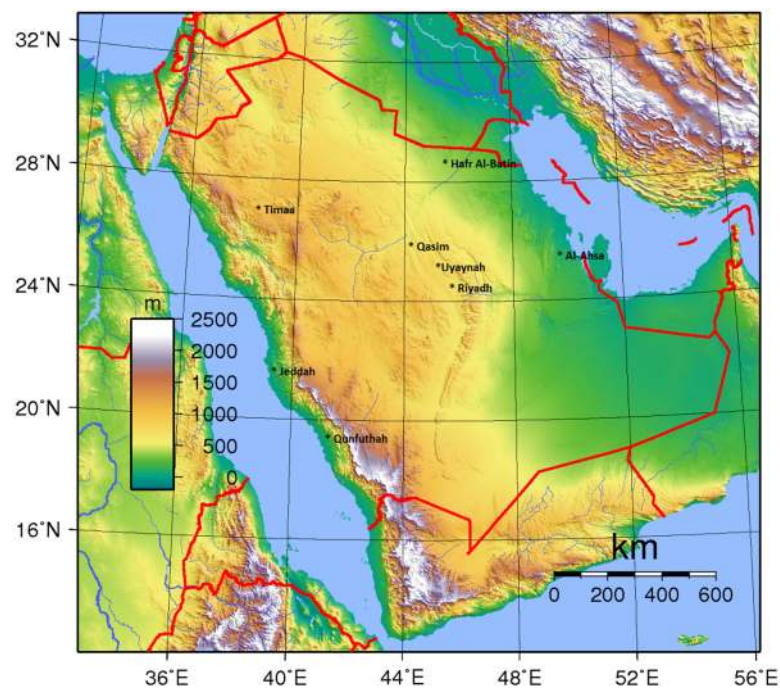 32°N
28°N
24°N
20°N
16°N
* Hafr Al-Batin
* Timaa
* Qasim
* Uyaynah
* Riyadh
* Al-Ahsa
* Jeddah
* Qunfuthah
m
2500
2000
1500
1000
500
0
km
0 200 400 600
36°E 40°E 44°E 48°E 52°E 56°E